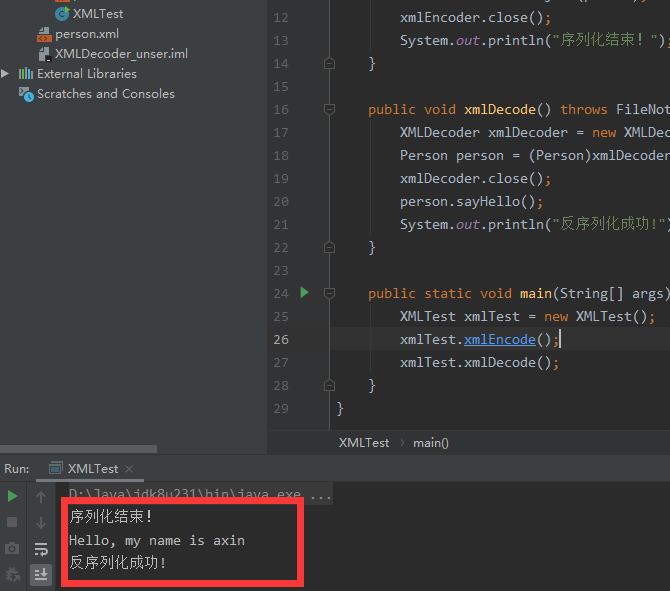 XMLTest
person.xml
XMLDecoder_unser.iml
External Libraries
Scratches and Consoles
12 xmlEncoder.close();
13 System.out.println("序列化结束! ");
14 }
15
16 public void xmlDecode() throws FileNot
17 XMLDecoder xmlDecoder = new XMLDec
18 Person person = (Person)xmlDecoder
19 xmlDecoder.close();
20 person.sayHello();
21 System.out.println("反序列化成功!")
22 }
23
24 public static void main(String[] args)
25 XMLTest xmlTest = new XMLTest();
26 xmlTest.xmlEncode();
27 xmlTest.xmlDecode();
28 }
29 }
XMLTest › main()
Run: XMLTest ×
D:\Java\jdk8u231\bin\java.exe ...
序列化结束!
Hello, my name is axin
反序列化成功!